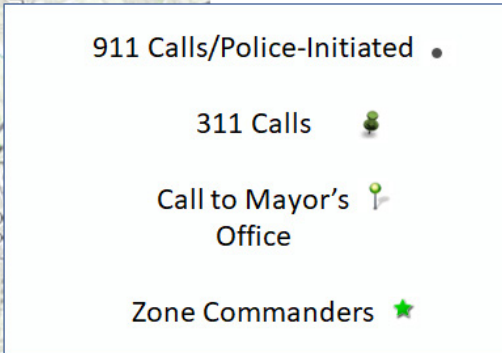 911 Calls/Police-Initiated
311 Calls
Call to Mayor's
Office
Zone Commanders